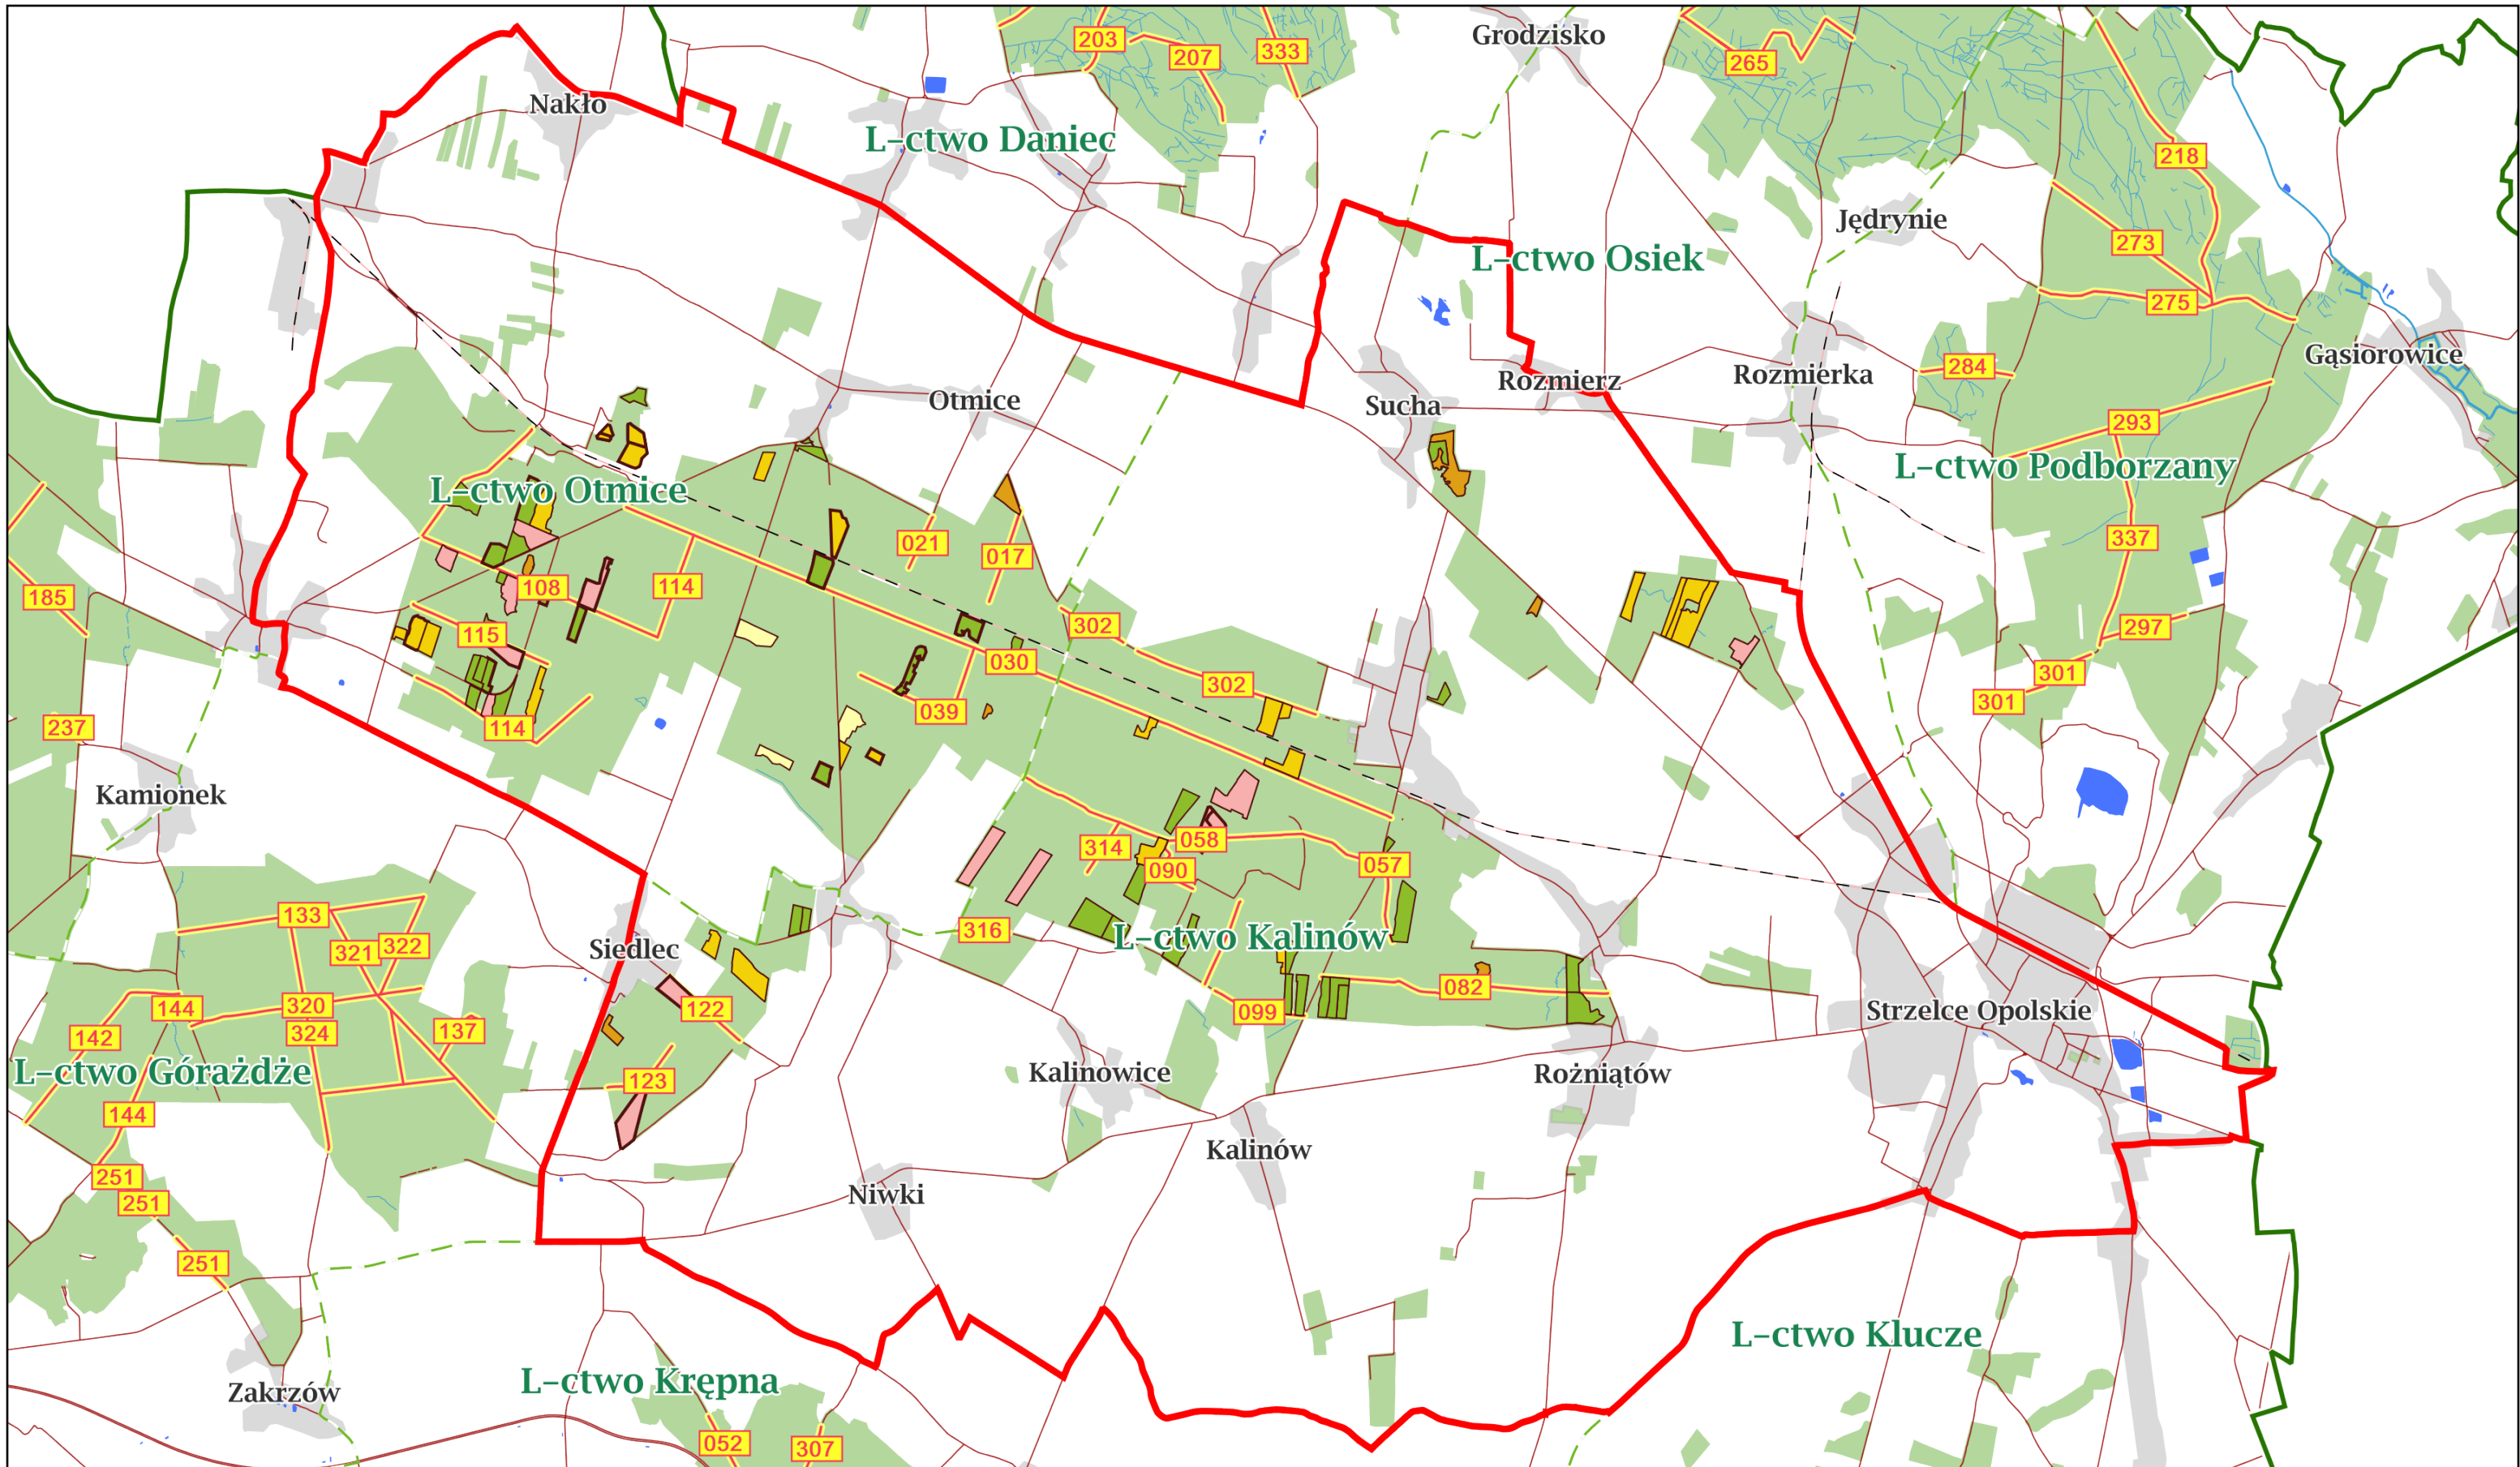 Grodzisko
203
207
333
265
Nakło
L-ctwo Daniec
218
Jędrynie
273
L-ctwo Osiek
275
Gąsiorowice
284
Rozmierka
Rozmierz
Otmice
Sucha
293
L-ctwo Podborzany
L-ctwo Otmice
337
021
017
108
114
185
302
297
115
030
301
302
301
039
237
114
Kamionek
058
314
057
090
133
316
L-ctwo Kalinów
322
321
Siedlec
082
320
144
122
099
Strzelce Opolskie
324
137
142
L-ctwo Górażdże
Kalinowice
Rożniątów
123
144
Kalinów
251
Niwki
251
251
L-ctwo Klucze
L-ctwo Krępna
Zakrzów
052
307